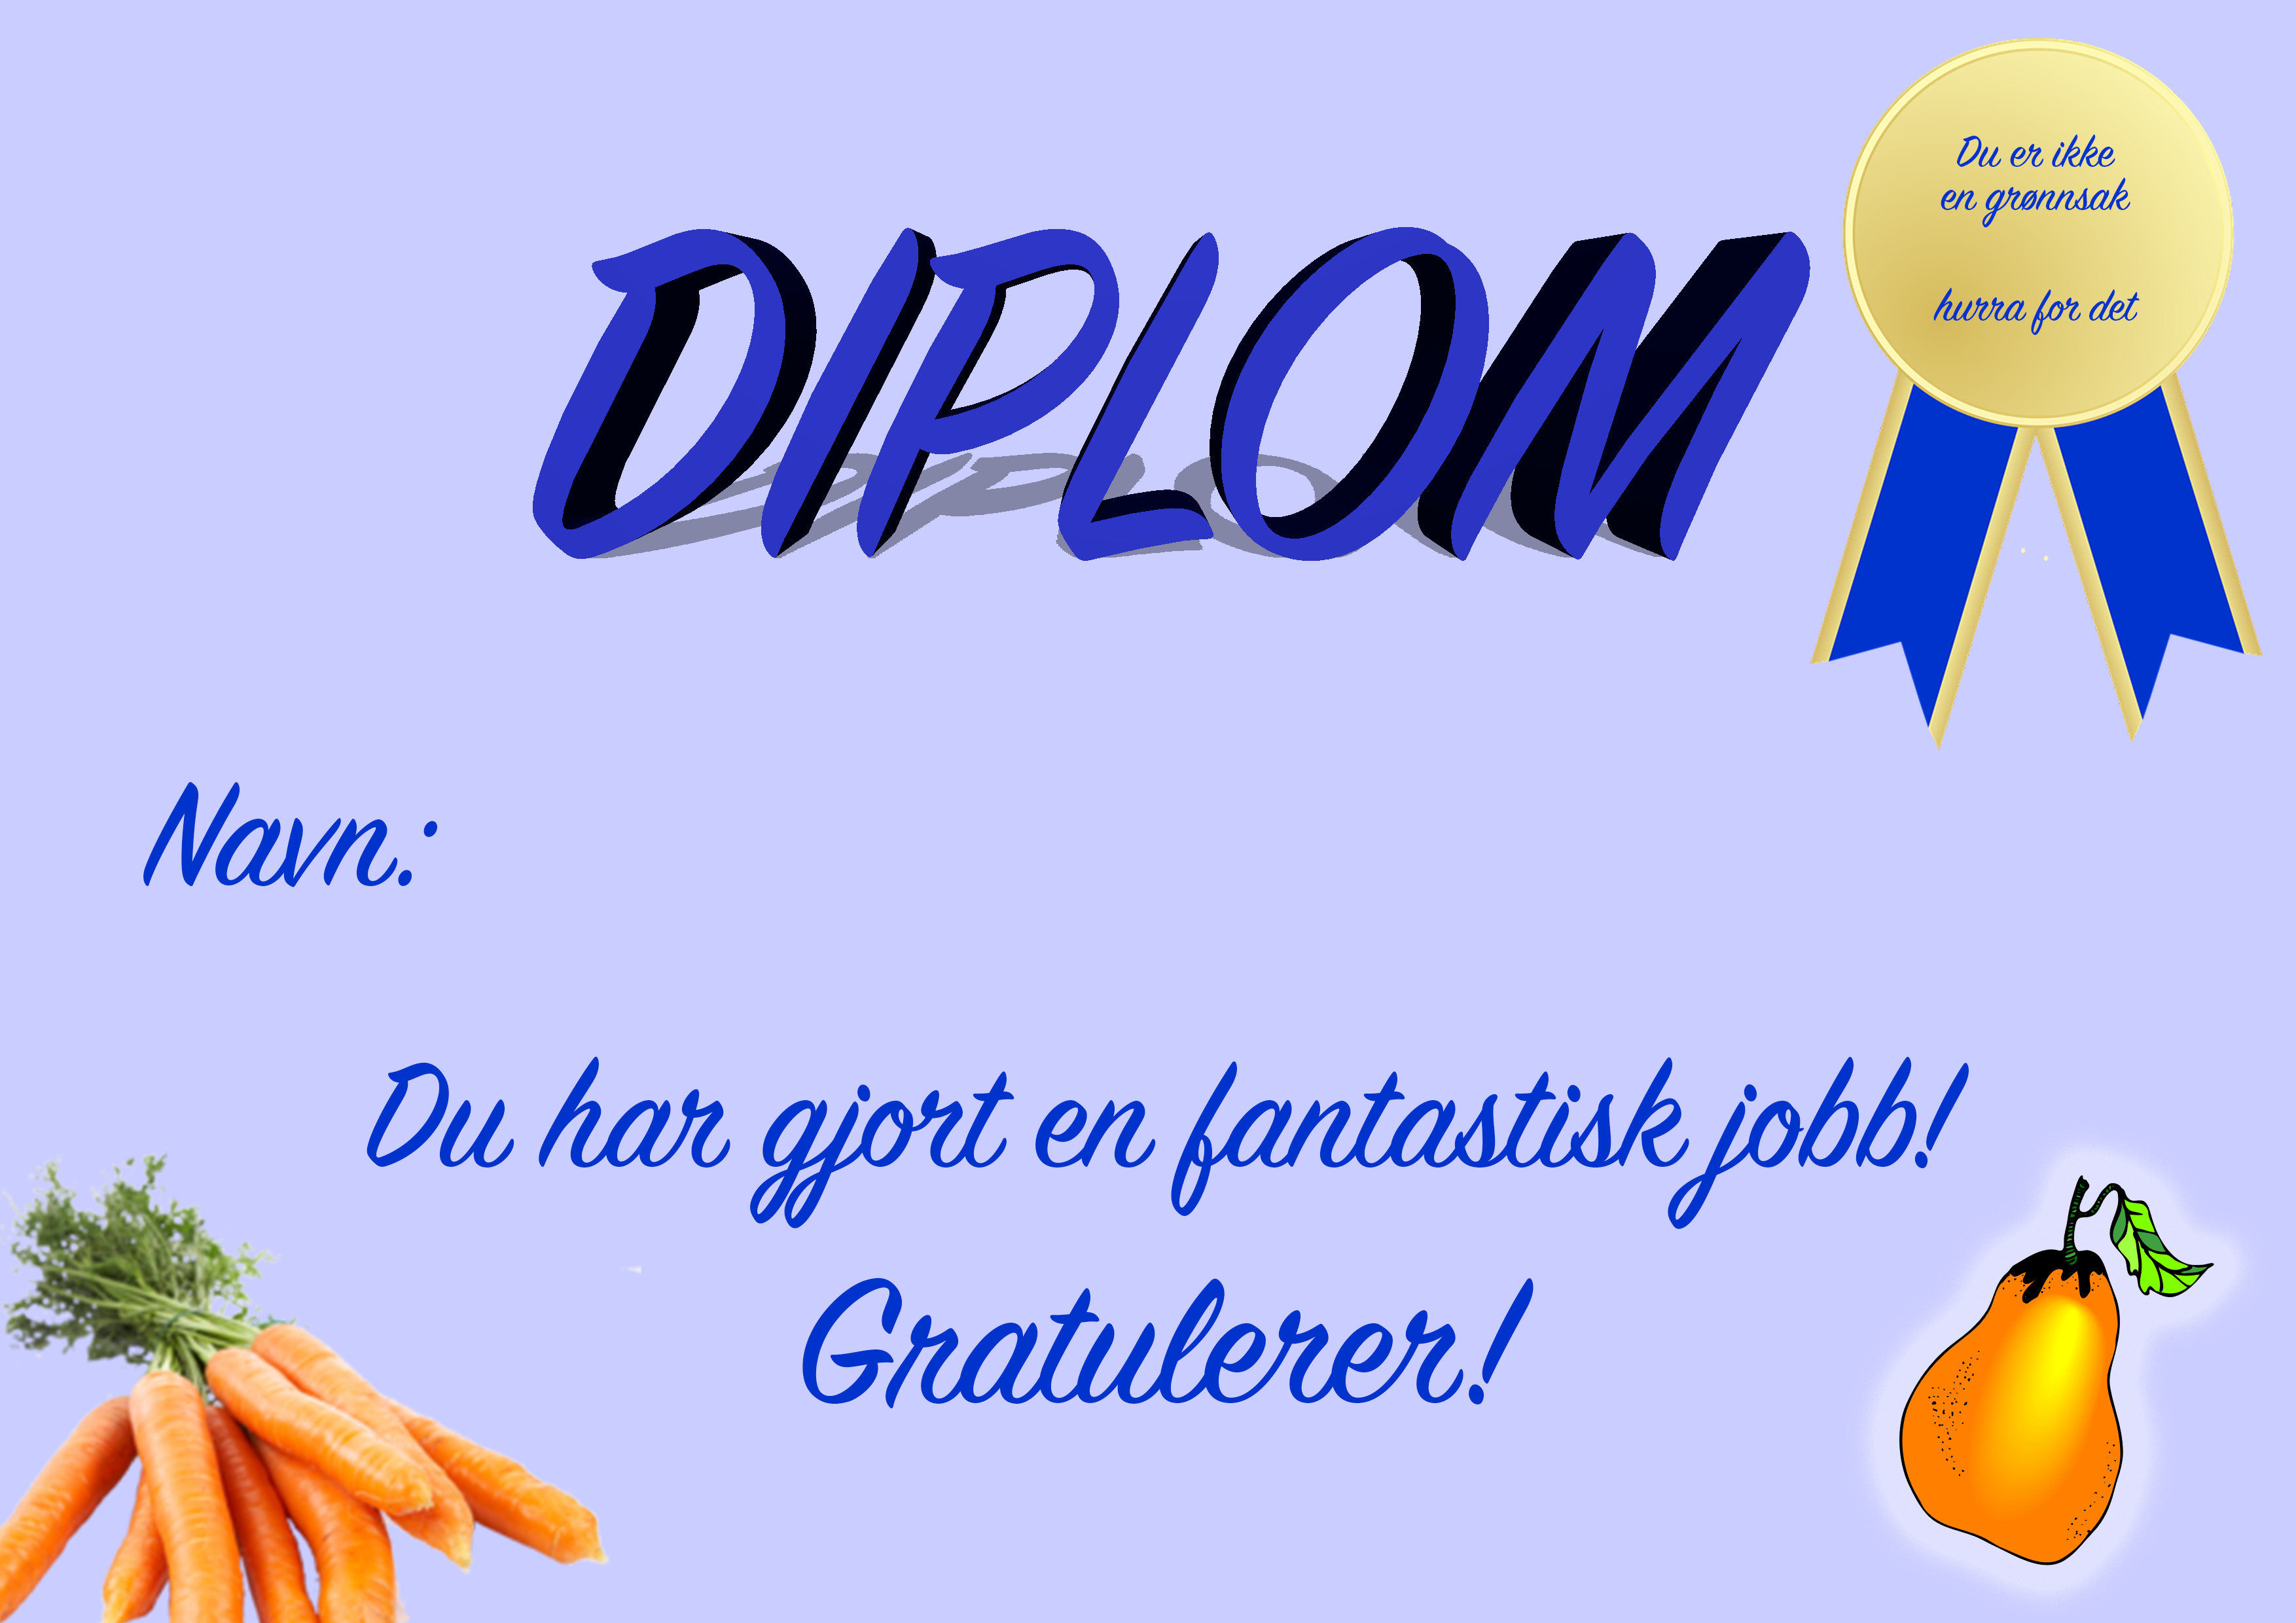 DIPLOM
Du er ikke
en grønnsak
hurra for det
Navn:
Du har gjort en fantastisk jobb!
Gratulerer!